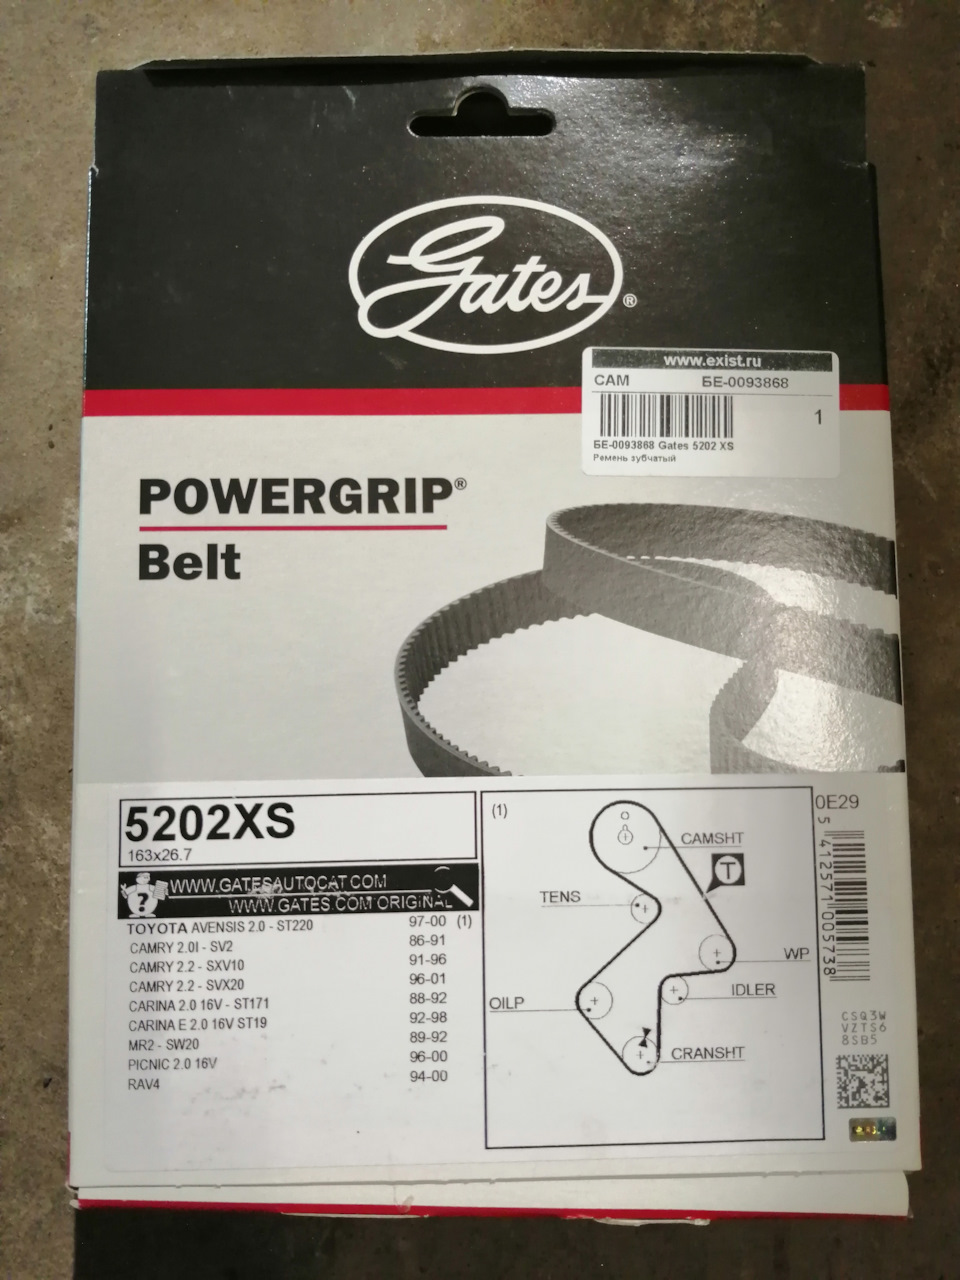 Gates®
www.exist.ru
САМ БЕ-0093868
1
БЕ-0093868 Gates 5202 XS
Ремень зубчатый
POWERGRIP®
Belt
5202XS
163x26.7
WWW.GATESAUTOCAT.COM
WWW.GATES.COM ORIGINAL
TOYOTA AVENSIS 2.0 - ST220 97-00 (1)
CAMRY 2.0I - SV2 86-91
CAMRY 2.2 - SXV10 91-96
CAMRY 2.2 - SVX20 96-01
CARINA 2.0 16V - ST171 88-92
CARINA E 2.0 16V ST19 92-98
MR2 - SW20 89-92
PICNIC 2.0 16V 96-00
RAV4 94-00
(1)
CAMSHT
T
TENS
WP
IDLER
OILP
CRANSHT
0E29
5 412571 005738
CSQ3W
VZTS6
8SB5